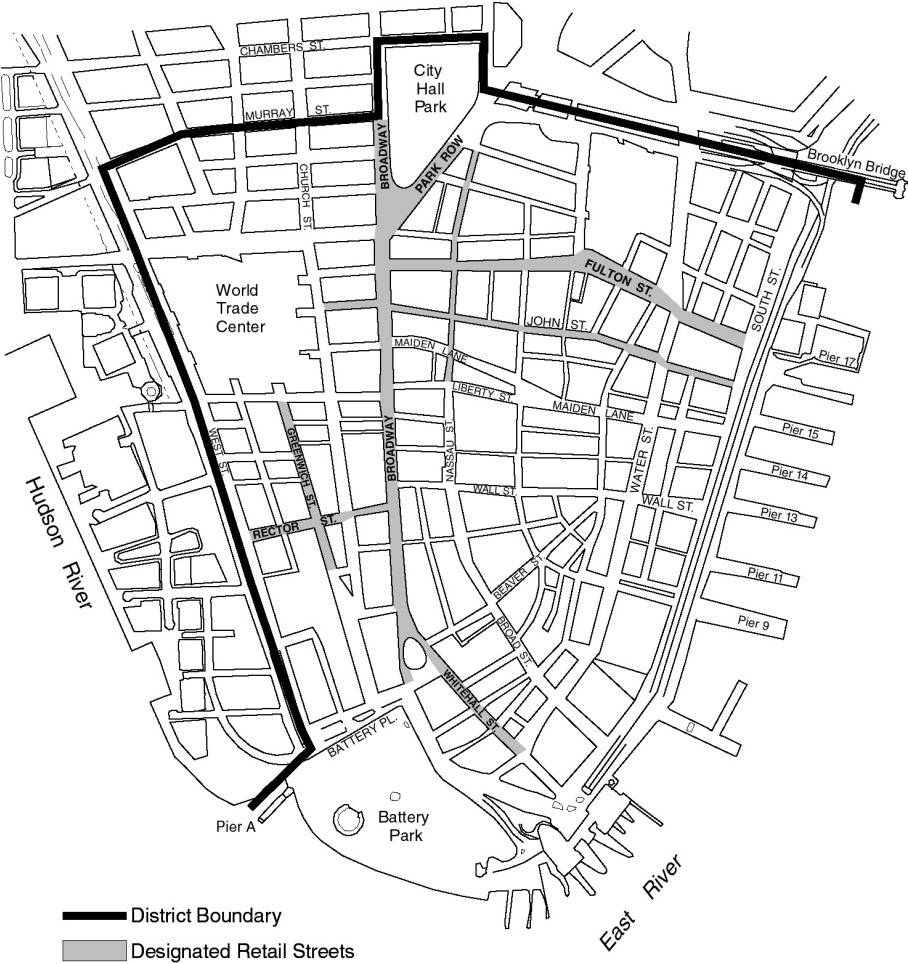 CHAMBERS ST.
City
Hall
Park
MURRAY ST.
BROADWAY
PARK ROW
Brooklyn Bridge
CHURCH ST.
World
Trade
Center
FULTON ST.
SOUTH ST.
JOHN ST.
MAIDEN LANE
Pier 17
LIBERTY ST.
MAIDEN LANE
Pier 15
WEST ST.
GREENWICH ST.
BROADWAY
NASSAU ST.
WATER ST.
Pier 14
WALL ST.
WALL ST.
Pier 13
RECTOR ST.
Hudson River
BEAVER ST.
Pier 11
BROAD ST.
Pier 9
WHITEHALL ST.
BATTERY PL.
Pier A
Battery
Park
East River
District Boundary
Designated Retail Streets